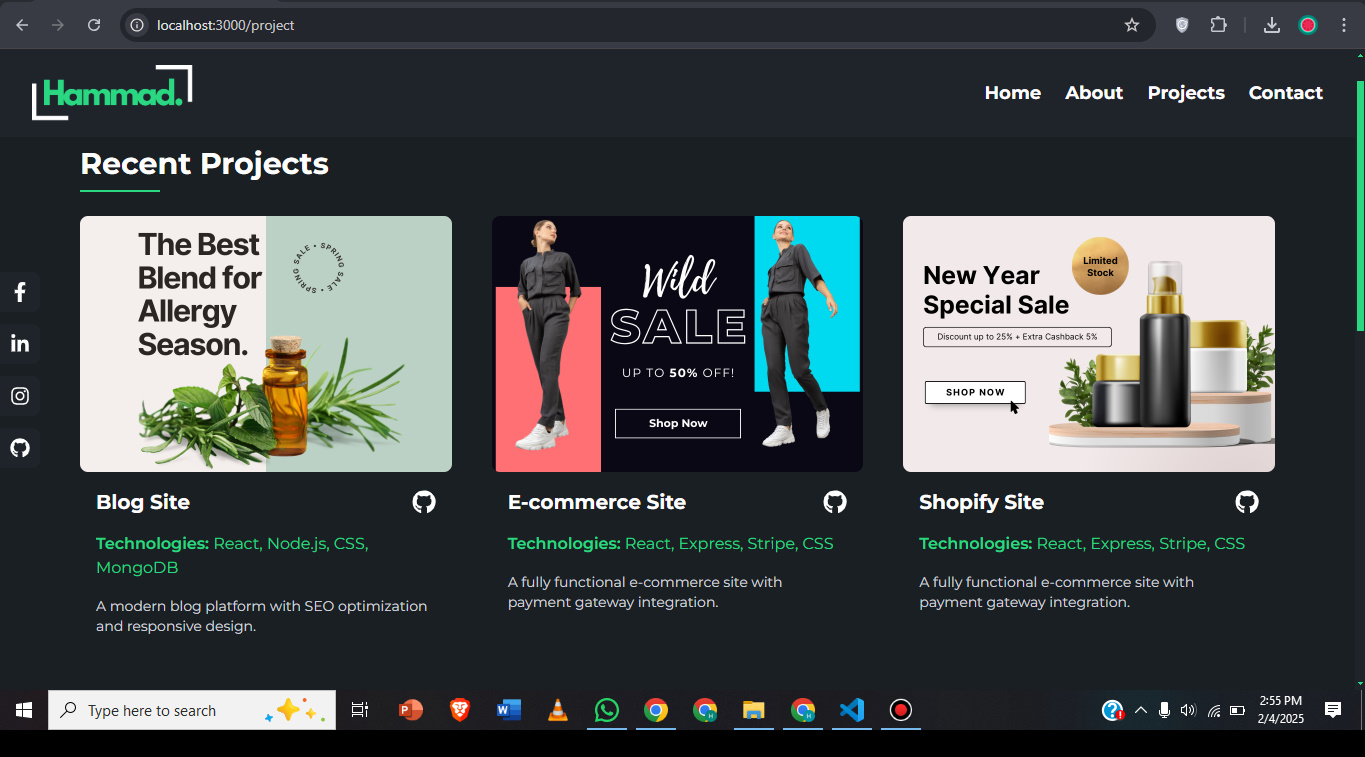 localhost:3000/project
Hammad.
Home About Projects Contact
Recent Projects
The Best
Blend for
Allergy
Season.
SPRING SALE • SPRING SALE •
Wild
SALE
UP TO 50% OFF!
Shop Now
New Year
Special Sale
Limited
Stock
Discount up to 25% + Extra Cashback 5%
SHOP NOW
Blog Site
Technologies: React, Node.js, CSS,
MongoDB
A modern blog platform with SEO optimization
and responsive design.
E-commerce Site
Technologies: React, Express, Stripe, CSS
A fully functional e-commerce site with
payment gateway integration.
Shopify Site
Technologies: React, Express, Stripe, CSS
A fully functional e-commerce site with
payment gateway integration.
Type here to search
2:55 PM
2/4/2025